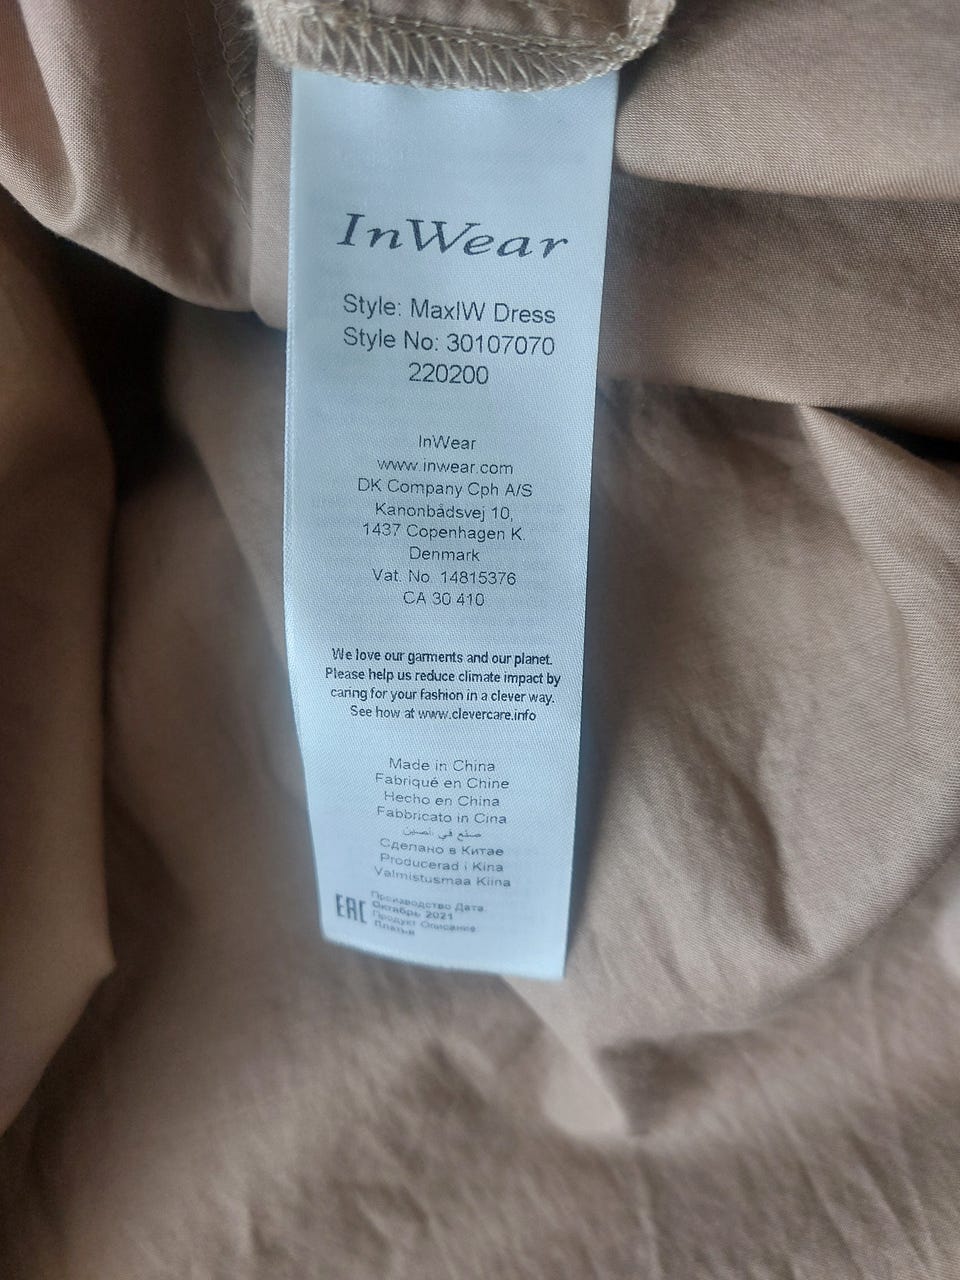 InWear
Style: MaxIW Dress
Style No: 30107070
220200
InWear
www.inwear.com
DK Company Cph A/S
Kanonbådsvej 10,
1437 Copenhagen K.
Denmark
Vat. No. 14815376
CA 30 410
We love our garments and our planet.
Please help us reduce climate impact by
caring for your fashion in a clever way.
See how at www.clevercare.info
Made in China
Fabriqué en Chine
Hecho en China
Fabbricato in Cina
صنع في الصين
Сделано в Китае
Producerad i Kina
Valmistusmaa Kiina
EAC
Производство Дата
Октябрь 2021
Продукт Описание
Платья